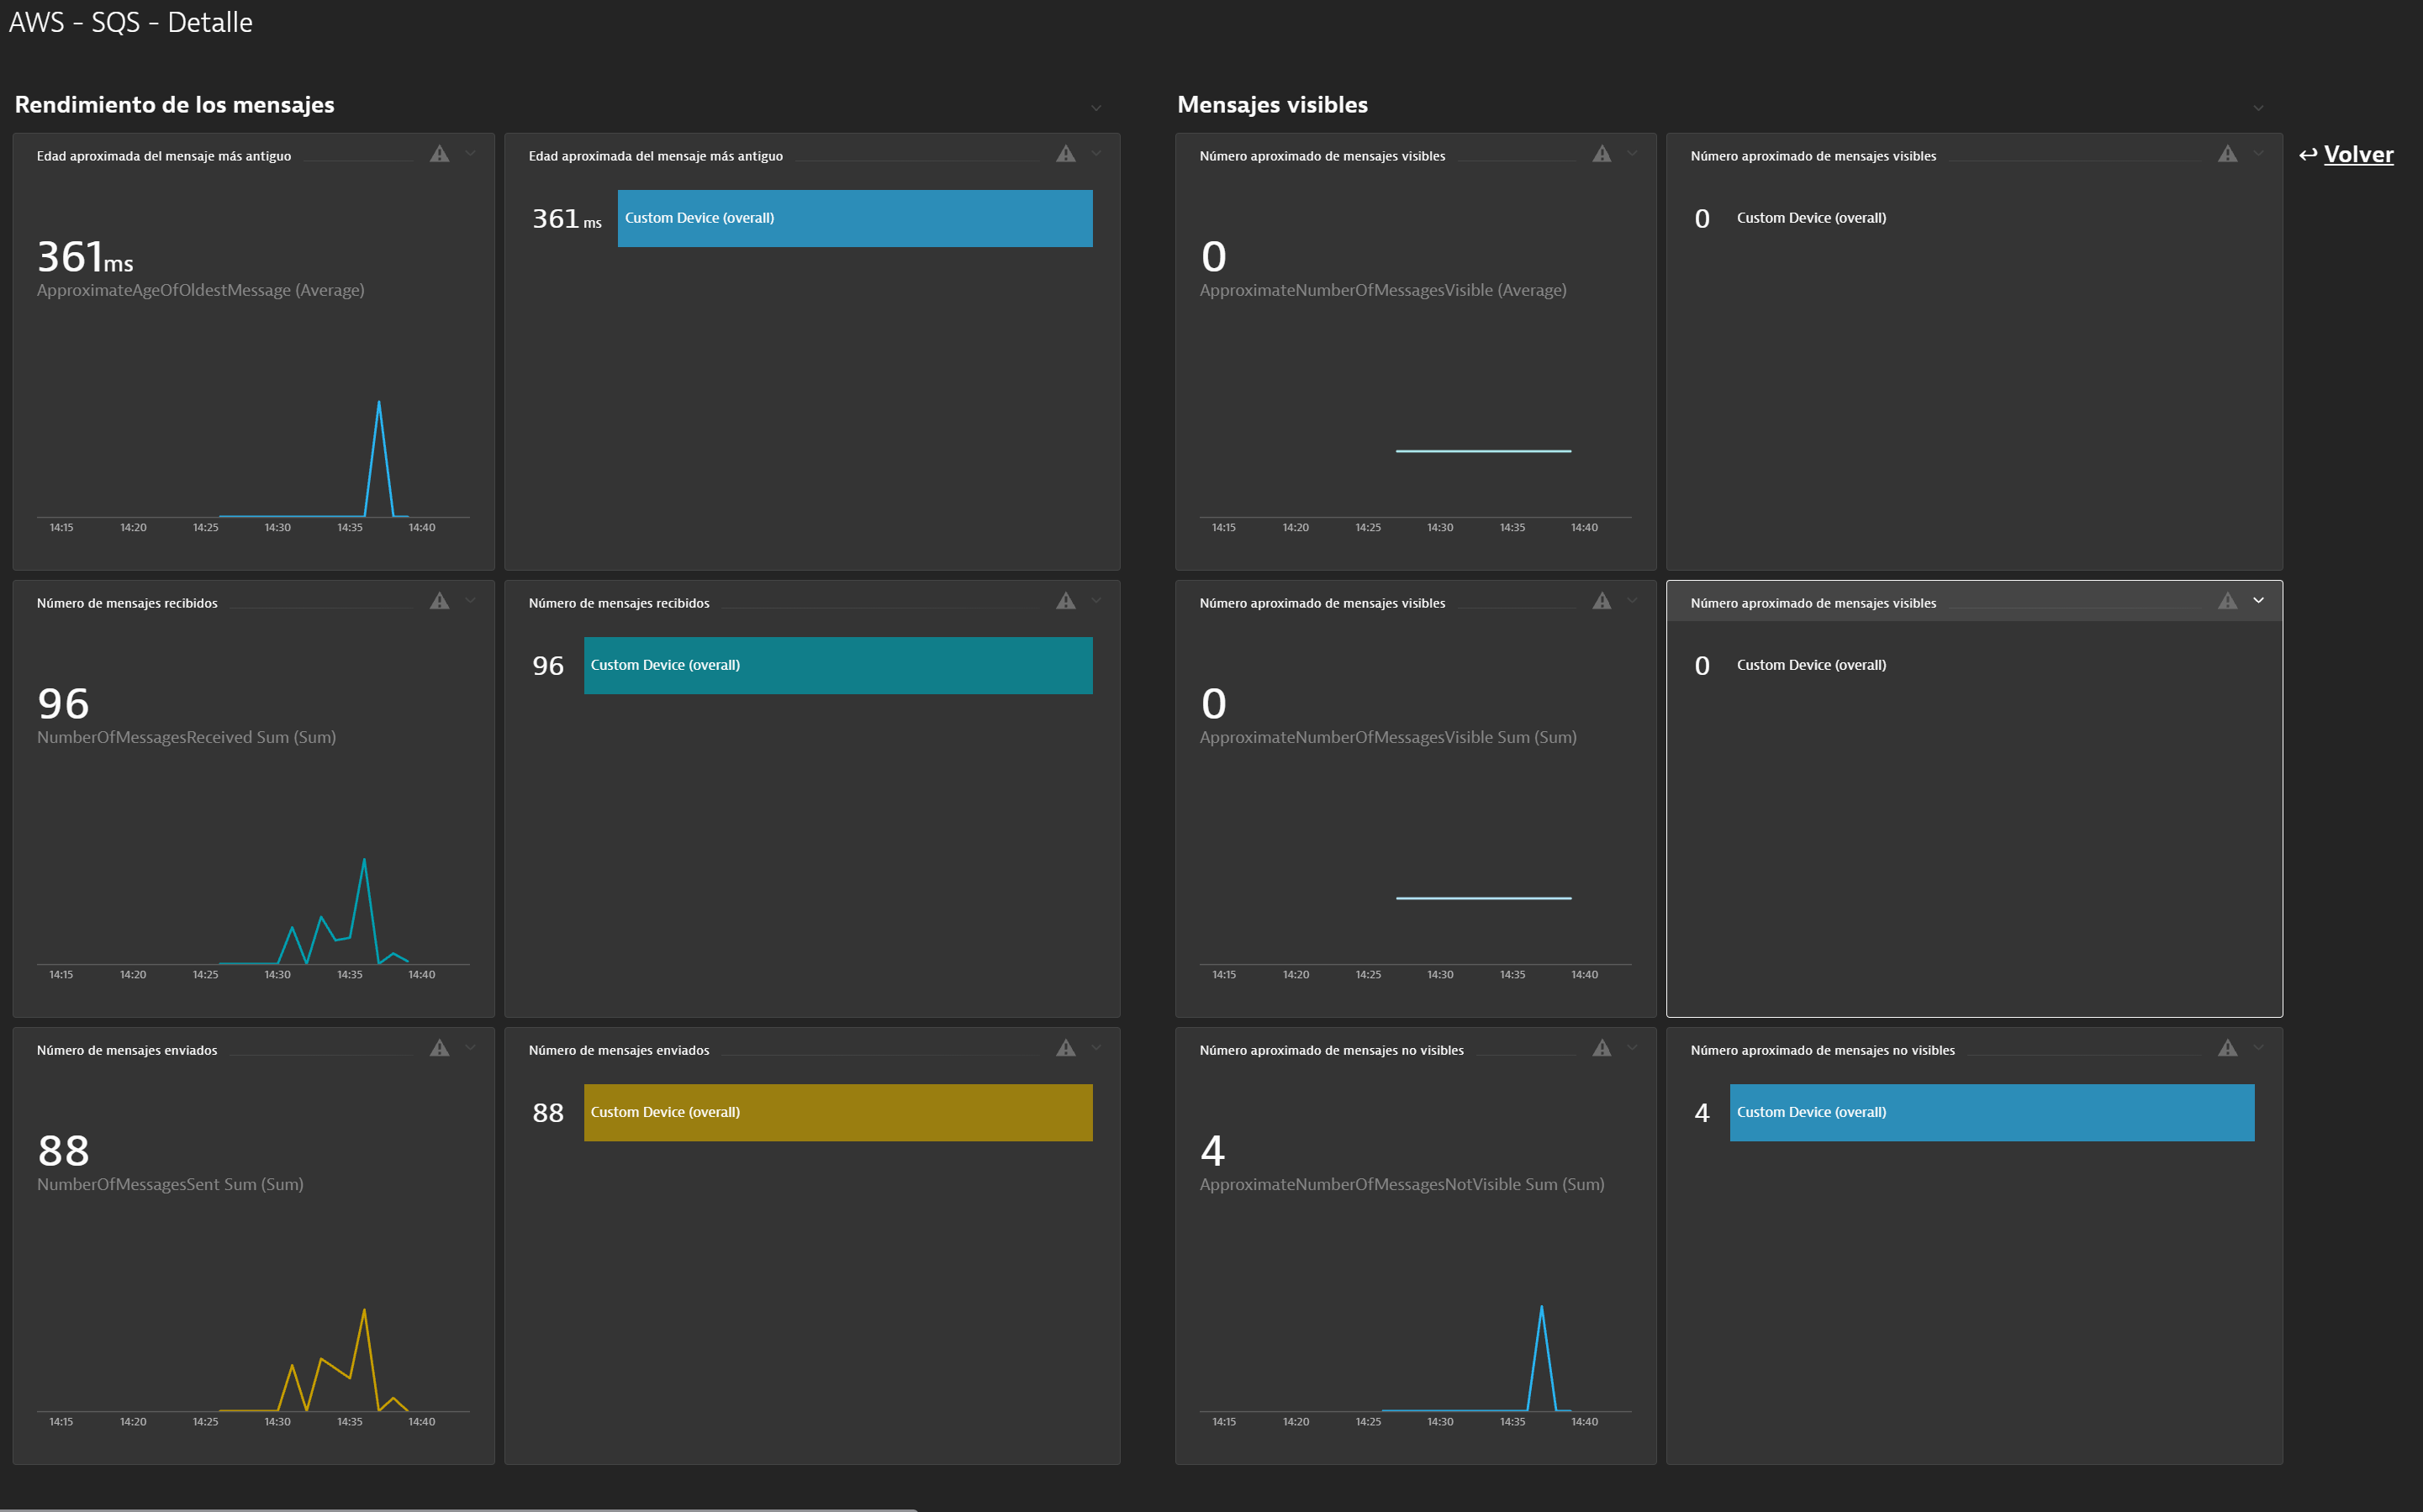 AWS - SQS - Detalle
Rendimiento de los mensajes
Edad aproximada del mensaje más antiguo
361ms
ApproximateAgeOfOldestMessage (Average)
14:15 14:20 14:25 14:30 14:35 14:40
Edad aproximada del mensaje más antiguo
361 ms Custom Device (overall)
Número de mensajes recibidos
96
NumberOfMessagesReceived Sum (Sum)
14:15 14:20 14:25 14:30 14:35 14:40
Número de mensajes recibidos
96 Custom Device (overall)
Número de mensajes enviados
88
NumberOfMessagesSent Sum (Sum)
14:15 14:20 14:25 14:30 14:35 14:40
Número de mensajes enviados
88 Custom Device (overall)
Mensajes visibles
Número aproximado de mensajes visibles
0
ApproximateNumberOfMessagesVisible (Average)
14:15 14:20 14:25 14:30 14:35 14:40
Número aproximado de mensajes visibles
0 Custom Device (overall)
Número aproximado de mensajes visibles
0
ApproximateNumberOfMessagesVisible Sum (Sum)
14:15 14:20 14:25 14:30 14:35 14:40
Número aproximado de mensajes visibles
0 Custom Device (overall)
Número aproximado de mensajes no visibles
4
ApproximateNumberOfMessagesNotVisible Sum (Sum)
14:15 14:20 14:25 14:30 14:35 14:40
Número aproximado de mensajes no visibles
4 Custom Device (overall)
↩ Volver